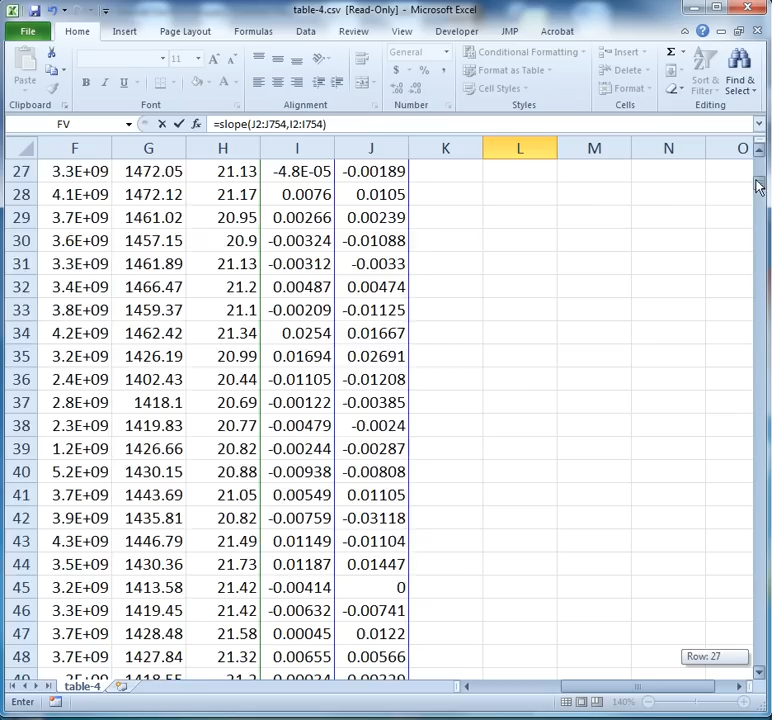 table-4.csv [Read-Only] - Microsoft Excel
File Home Insert Page Layout Formulas Data Review View Developer JMP Acrobat
Paste
11
B I U
A A
General
$ % ,
Conditional Formatting
Format as Table
Cell Styles
Insert
Delete
Format
Σ
Sort & Filter
Find & Select
Clipboard Font Alignment Number Styles Cells Editing
FV fx =slope(J2:J754,I2:I754)
F G H I J K L M N O
27 3.3E+09 1472.05 21.13 -4.8E-05 -0.00189
28 4.1E+09 1472.12 21.17 0.0076 0.0105
29 3.7E+09 1461.02 20.95 0.00266 0.00239
30 3.6E+09 1457.15 20.9 -0.00324 -0.01088
31 3.3E+09 1461.89 21.13 -0.00312 -0.0033
32 3.4E+09 1466.47 21.2 0.00487 0.00474
33 3.8E+09 1459.37 21.1 -0.00209 -0.01125
34 4.2E+09 1462.42 21.34 0.0254 0.01667
35 3.2E+09 1426.19 20.99 0.01694 0.02691
36 2.4E+09 1402.43 20.44 -0.01105 -0.01208
37 2.8E+09 1418.1 20.69 -0.00122 -0.00385
38 2.3E+09 1419.83 20.77 -0.00479 -0.0024
39 1.2E+09 1426.66 20.82 -0.00244 -0.00287
40 5.2E+09 1430.15 20.88 -0.00938 -0.00808
41 3.7E+09 1443.69 21.05 0.00549 0.01105
42 3.9E+09 1435.81 20.82 -0.00759 -0.03118
43 4.3E+09 1446.79 21.49 0.01149 -0.01104
44 3.5E+09 1430.36 21.73 0.01187 0.01447
45 3.2E+09 1413.58 21.42 -0.00414 0
46 3.3E+09 1419.45 21.42 -0.00632 -0.00741
47 3.7E+09 1428.48 21.58 0.00045 0.0122
48 3.7E+09 1427.84 21.32 0.00655 0.00566
Row: 27
table-4
Enter 140%